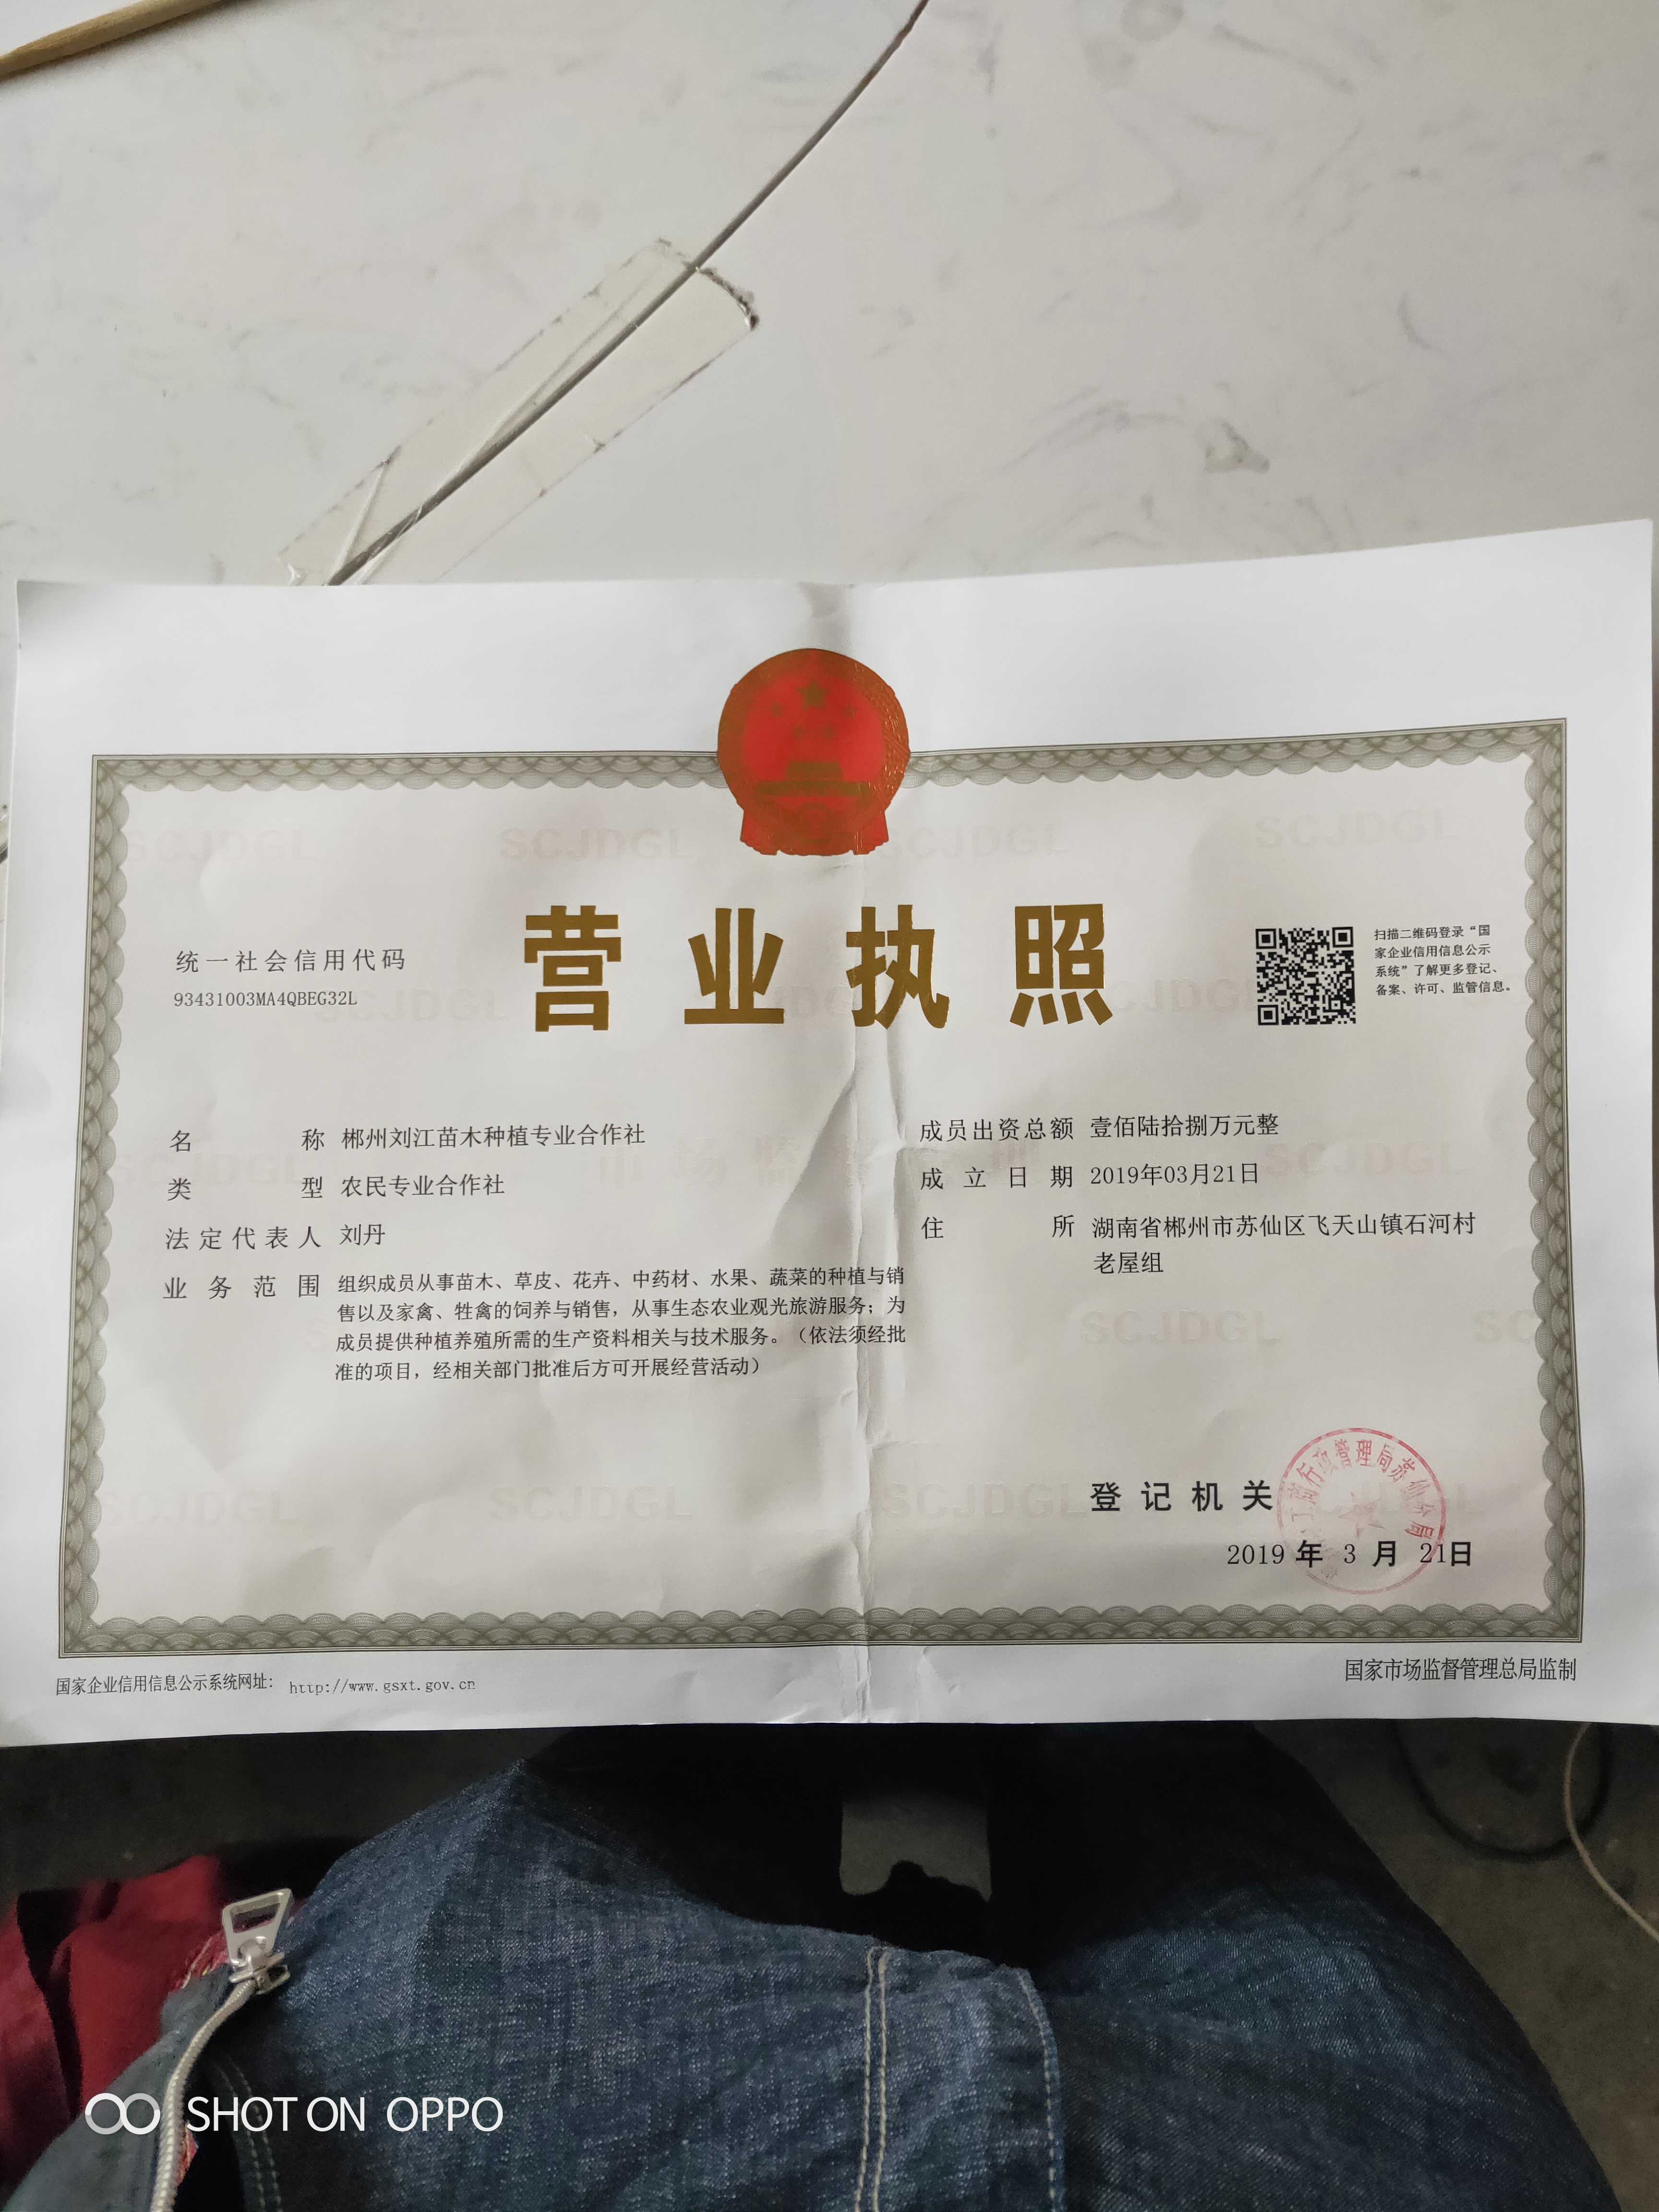 营业执照
统一社会信用代码
93431003MA4QBEG32L
扫描二维码登录“国
家企业信用信息公示
系统”了解更多登记、
备案、许可、监管信息。
名称 郴州刘江苗木种植专业合作社
类型 农民专业合作社
法定代表人 刘丹
业务范围 组织成员从事苗木、草皮、花卉、中药材、水果、蔬菜的种植与销
售以及家禽、牲禽的饲养与销售，从事生态农业观光旅游服务；为
成员提供种植养殖所需的生产资料相关与技术服务。（依法须经批
准的项目，经相关部门批准后方可开展经营活动）
成员出资总额 壹佰陆拾捌万元整
成立日期 2019年03月21日
住所 湖南省郴州市苏仙区飞天山镇石河村
老屋组
登记机关
工商行政管理局苏仙分局
2019 年 3 月 21日
国家企业信用信息公示系统网址： http://www.gsxt.gov.cn
国家市场监督管理总局监制
SCJDGL
SHOT ON OPPO